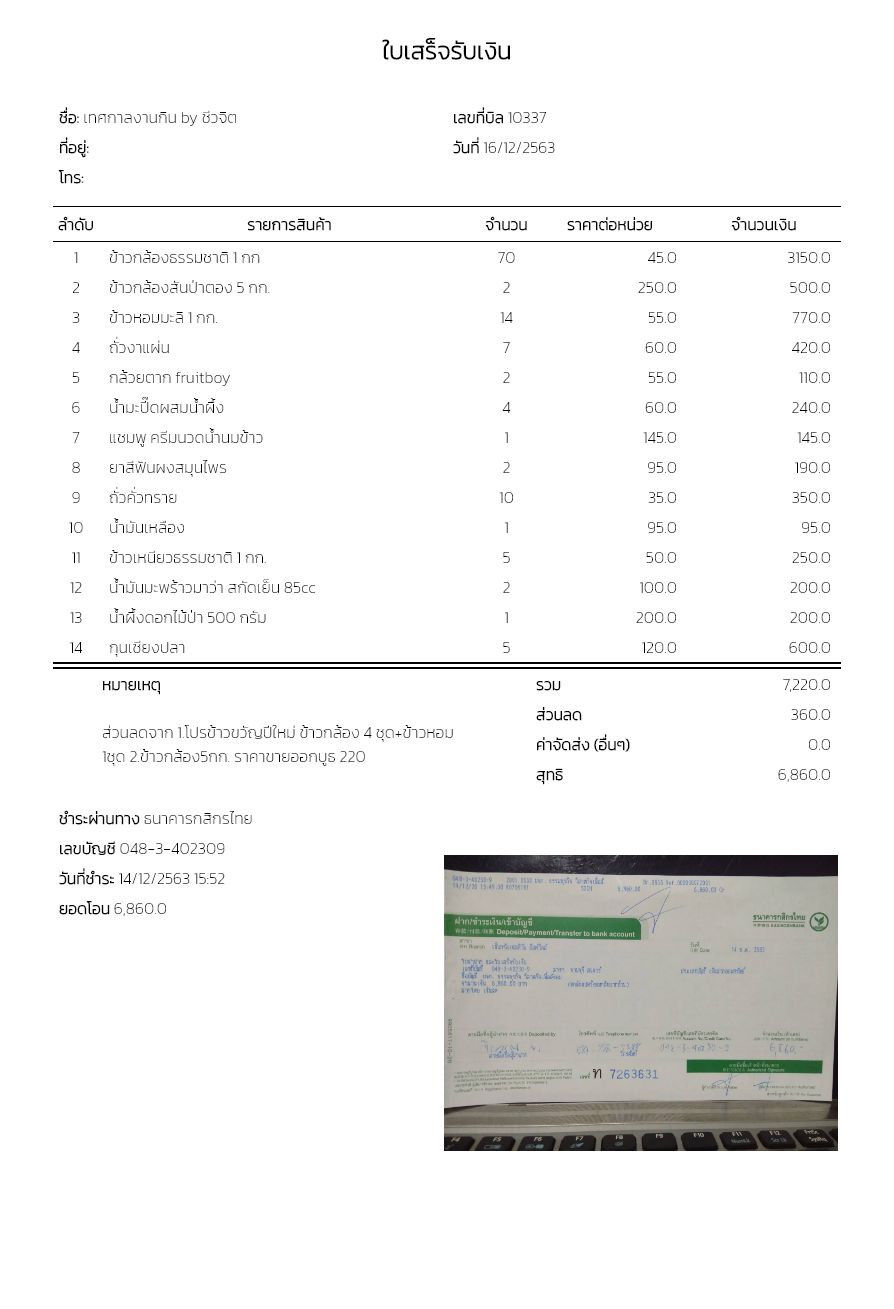 ใบเสร็จรับเงิน
ชื่อ: เทศกาลงานกิน by ชีวจิต เลขที่บิล 10337
ที่อยู่: วันที่ 16/12/2563
โทร:
ลำดับ รายการสินค้า จำนวน ราคาต่อหน่วย จำนวนเงิน
1 ข้าวกล้องธรรมชาติ 1 กก 70 45.0 3150.0
2 ข้าวกล้องสันป่าตอง 5 กก. 2 250.0 500.0
3 ข้าวหอมมะลิ 1 กก. 14 55.0 770.0
4 ถั่วงาแผ่น 7 60.0 420.0
5 กล้วยตาก fruitboy 2 55.0 110.0
6 น้ำมะปี๊ดผสมน้ำผึ้ง 4 60.0 240.0
7 แชมพู ครีมนวดน้ำนมข้าว 1 145.0 145.0
8 ยาสีฟันผงสมุนไพร 2 95.0 190.0
9 ถั่วคั่วทราย 10 35.0 350.0
10 น้ำมันเหลือง 1 95.0 95.0
11 ข้าวเหนียวธรรมชาติ 1 กก. 5 50.0 250.0
12 น้ำมันมะพร้าวมาว่า สกัดเย็น 85cc 2 100.0 200.0
13 น้ำผึ้งดอกไม้ป่า 500 กรัม 1 200.0 200.0
14 กุนเชียงปลา 5 120.0 600.0
หมายเหตุ รวม 7,220.0
ส่วนลด 360.0
ส่วนลดจาก 1.โปรข้าวขวัญปีใหม่ ข้าวกล้อง 4 ชุด+ข้าวหอม
1ชุด 2.ข้าวกล้อง5กก. ราคาขายออกบูธ 220
ค่าจัดส่ง (อื่นๆ) 0.0
สุทธิ 6,860.0
ชำระผ่านทาง ธนาคารกสิกรไทย
เลขบัญชี 048-3-402309
วันที่ชำระ 14/12/2563 15:52
ยอดโอน 6,860.0
ฝาก/ชำระเงิน/เข้าบัญชี
Deposit/Payment/Transfer to bank account
ธนาคารกสิกรไทย
KASIKORNBANK
14 ธ.ค. 2563
เลขที่ ท 7263631
F4 F5 F6 F7 F8 F9 F10 F11 F12